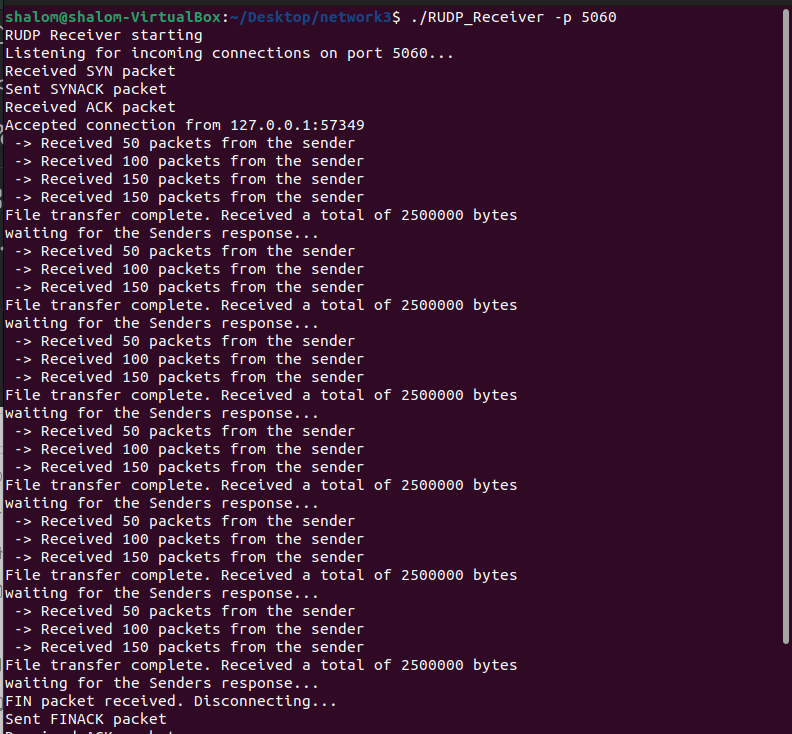 shalom@shalom-VirtualBox:~/Desktop/network3$ ./RUDP_Receiver -p 5060
RUDP Receiver starting
Listening for incoming connections on port 5060...
Received SYN packet
Sent SYNACK packet
Received ACK packet
Accepted connection from 127.0.0.1:57349
 -> Received 50 packets from the sender
 -> Received 100 packets from the sender
 -> Received 150 packets from the sender
 -> Received 150 packets from the sender
File transfer complete. Received a total of 2500000 bytes
waiting for the Senders response...
 -> Received 50 packets from the sender
 -> Received 100 packets from the sender
 -> Received 150 packets from the sender
File transfer complete. Received a total of 2500000 bytes
waiting for the Senders response...
 -> Received 50 packets from the sender
 -> Received 100 packets from the sender
 -> Received 150 packets from the sender
File transfer complete. Received a total of 2500000 bytes
waiting for the Senders response...
 -> Received 50 packets from the sender
 -> Received 100 packets from the sender
 -> Received 150 packets from the sender
File transfer complete. Received a total of 2500000 bytes
waiting for the Senders response...
 -> Received 50 packets from the sender
 -> Received 100 packets from the sender
 -> Received 150 packets from the sender
File transfer complete. Received a total of 2500000 bytes
waiting for the Senders response...
 -> Received 50 packets from the sender
 -> Received 100 packets from the sender
 -> Received 150 packets from the sender
File transfer complete. Received a total of 2500000 bytes
waiting for the Senders response...
FIN packet received. Disconnecting...
Sent FINACK packet